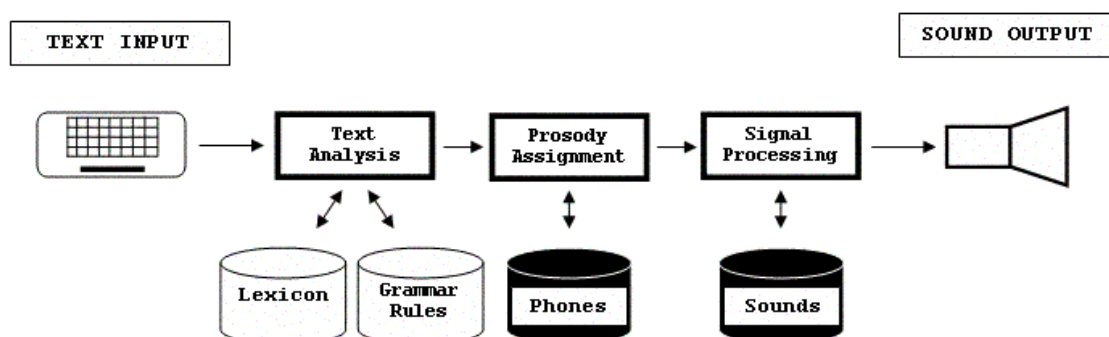 TEXT INPUT
SOUND OUTPUT
Text
Analysis
Prosody
Assignment
Signal
Processing
Lexicon
Grammar
Rules
Phones
Sounds